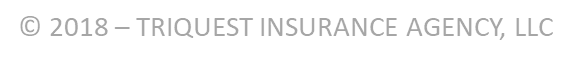 © 2018 – TRIQUEST INSURANCE AGENCY, LLC